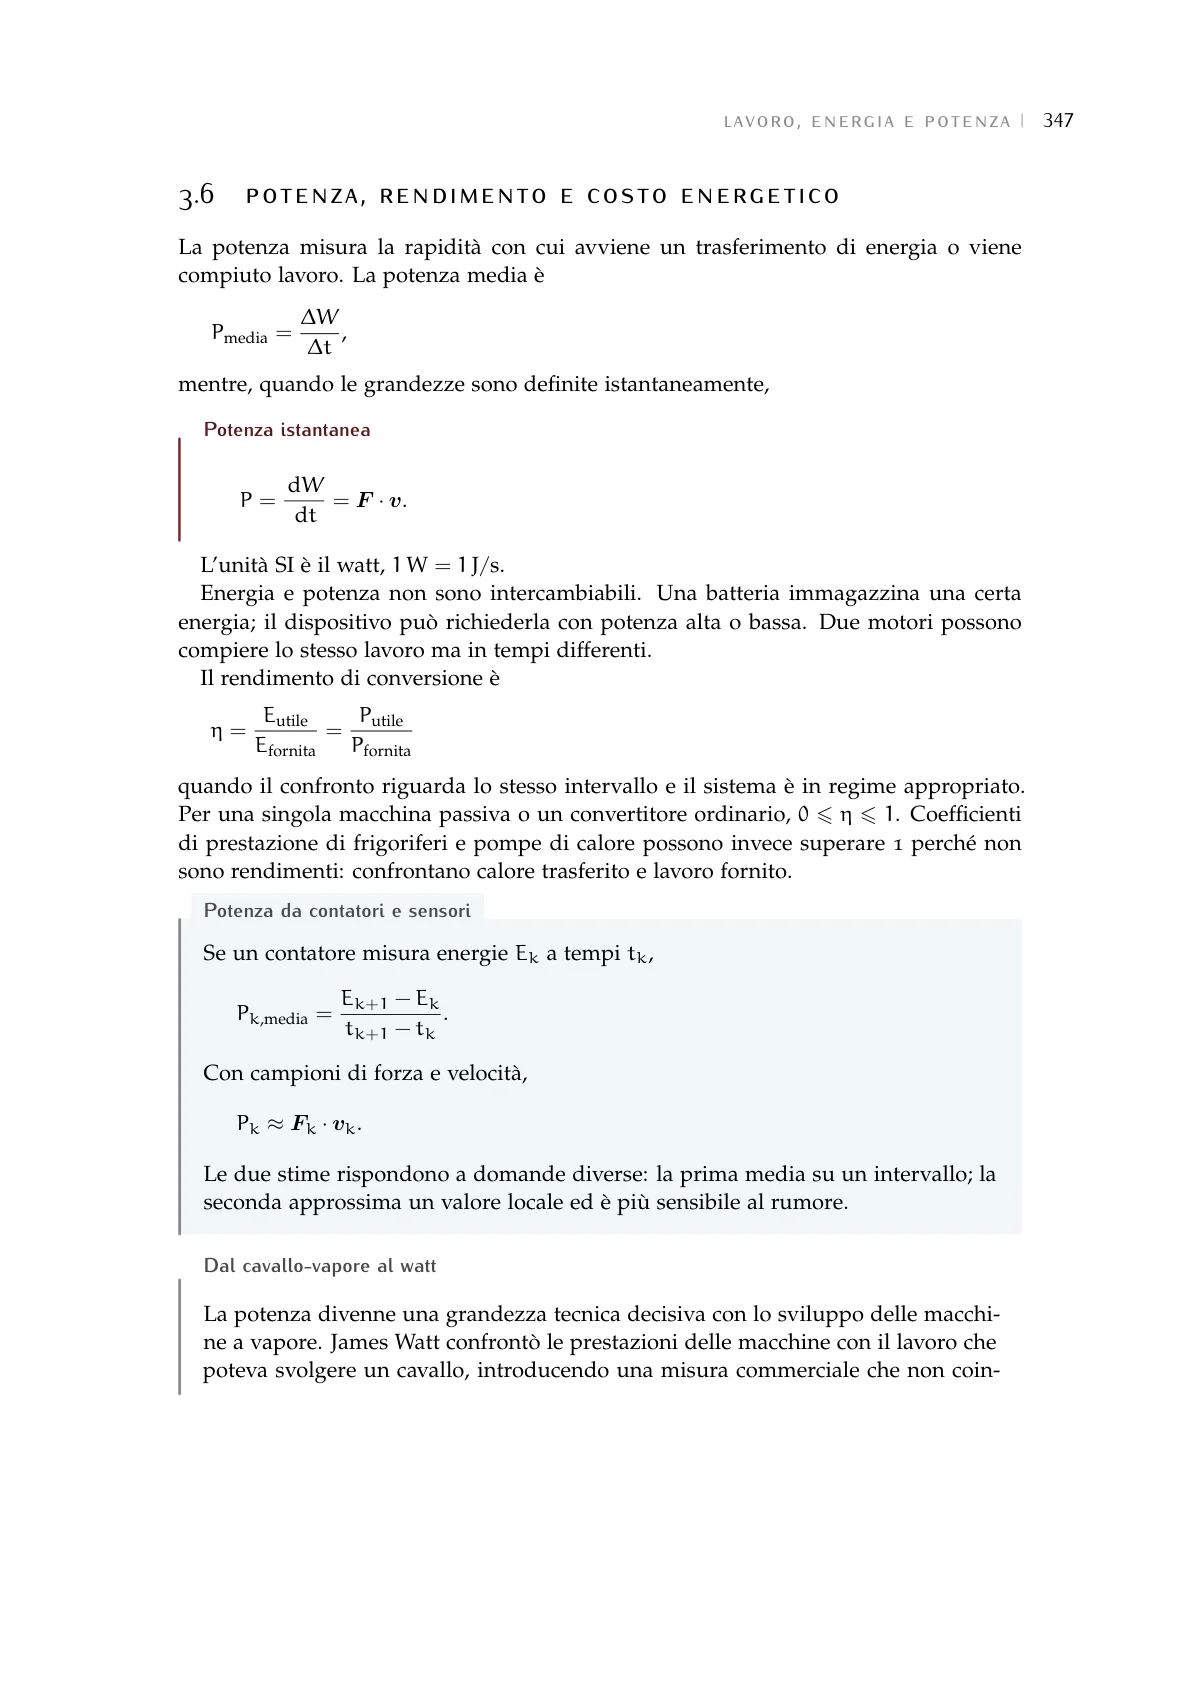 LAVORO, ENERGIA E POTENZA | 347
3.6 POTENZA, RENDIMENTO E COSTO ENERGETICO
La potenza misura la rapidità con cui avviene un trasferimento di energia o viene
compiuto lavoro. La potenza media è
P_media = ΔW/Δt,
mentre, quando le grandezze sono definite istantaneamente,
Potenza istantanea
P = dW/dt = F · v.
L'unità SI è il watt, 1 W = 1 J/s.
Energia e potenza non sono intercambiabili. Una batteria immagazzina una certa
energia; il dispositivo può richiederla con potenza alta o bassa. Due motori possono
compiere lo stesso lavoro ma in tempi differenti.
Il rendimento di conversione è
η = E_utile/E_fornita = P_utile/P_fornita
quando il confronto riguarda lo stesso intervallo e il sistema è in regime appropriato.
Per una singola macchina passiva o un convertitore ordinario, 0 ⩽ η ⩽ 1. Coefficienti
di prestazione di frigoriferi e pompe di calore possono invece superare 1 perché non
sono rendimenti: confrontano calore trasferito e lavoro fornito.
Potenza da contatori e sensori
Se un contatore misura energie E_k a tempi t_k,
P_k,media = (E_k+1 − E_k)/(t_k+1 − t_k).
Con campioni di forza e velocità,
P_k ≈ F_k · v_k.
Le due stime rispondono a domande diverse: la prima media su un intervallo; la
seconda approssima un valore locale ed è più sensibile al rumore.
Dal cavallo-vapore al watt
La potenza divenne una grandezza tecnica decisiva con lo sviluppo delle macchi-
ne a vapore. James Watt confrontò le prestazioni delle macchine con il lavoro che
poteva svolgere un cavallo, introducendo una misura commerciale che non coin-